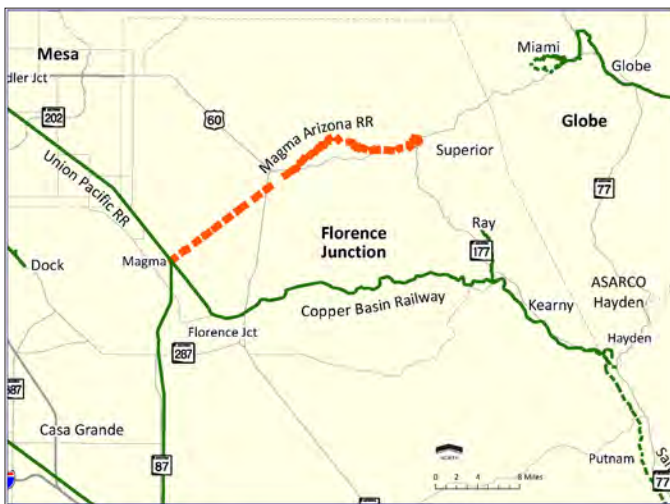 Mesa
dler Jct
202
60
Miami
Globe
Magma Arizona RR
Globe
Superior
77
Union Pacific RR
Ray
177
Florence
Junction
Dock
Magma
Copper Basin Railway
Kearny
ASARCO
Hayden
Florence Jct
Hayden
287
87
Casa Grande
87
NORTH
0 2 4 8 Miles
Putnam
Sa
77